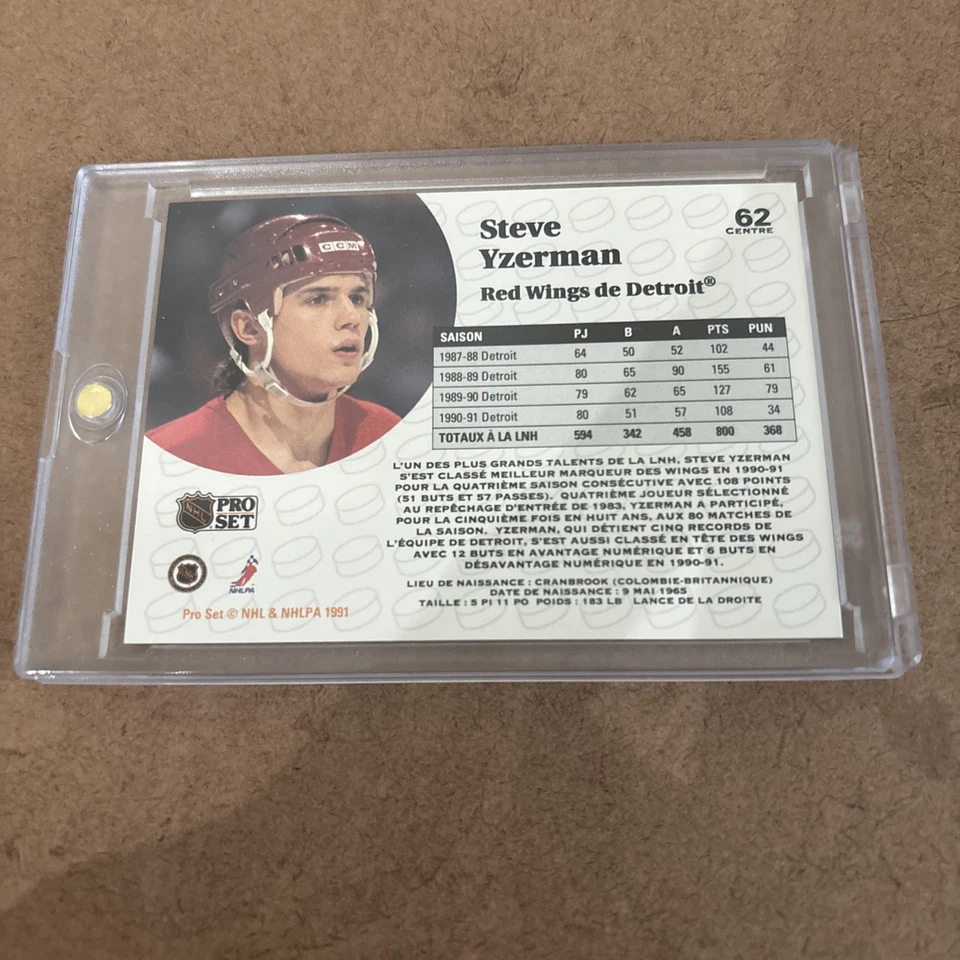 CCM
Steve
Yzerman
Red Wings de Detroit®
62
CENTRE
SAISON PJ B A PTS PUN
1987-88 Detroit 64 50 52 102 44
1988-89 Detroit 80 65 90 155 61
1989-90 Detroit 79 62 65 127 79
1990-91 Detroit 80 51 57 108 34
TOTAUX À LA LNH 594 342 458 800 368
L'UN DES PLUS GRANDS TALENTS DE LA LNH, STEVE YZERMAN
S'EST CLASSÉ MEILLEUR MARQUEUR DES WINGS EN 1990-91
POUR LA QUATRIÈME SAISON CONSÉCUTIVE AVEC 108 POINTS
(51 BUTS ET 57 PASSES). QUATRIÈME JOUEUR SÉLECTIONNÉ
AU REPÊCHAGE D'ENTRÉE DE 1983, YZERMAN A PARTICIPÉ,
POUR LA CINQUIÈME FOIS EN HUIT ANS, AUX 80 MATCHES DE
LA SAISON. YZERMAN, QUI DÉTIENT CINQ RECORDS DE
L'ÉQUIPE DE DETROIT, S'EST AUSSI CLASSÉ EN TÊTE DES WINGS
AVEC 12 BUTS EN AVANTAGE NUMÉRIQUE ET 6 BUTS EN
DÉSAVANTAGE NUMÉRIQUE EN 1990-91.
LIEU DE NAISSANCE : CRANBROOK (COLOMBIE-BRITANNIQUE)
DATE DE NAISSANCE : 9 MAI 1965
TAILLE : 5 PI 11 PO POIDS : 183 LB LANCE DE LA DROITE
NHL
PRO
SET
NHLPA
Pro Set © NHL & NHLPA 1991